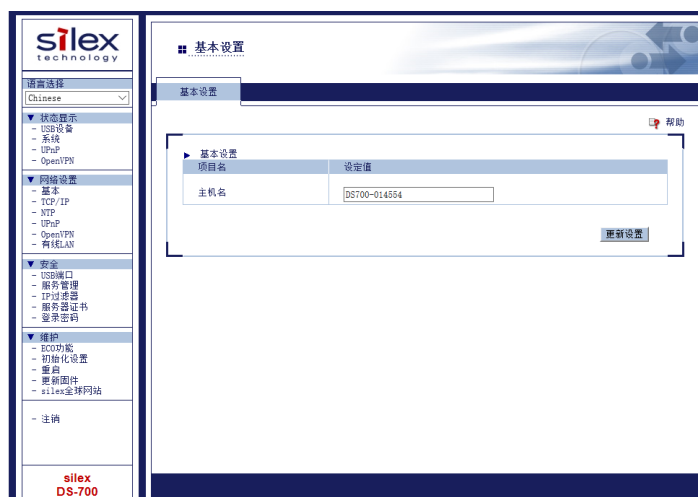 silex
technology
语言选择
Chinese
▼ 状态显示
- USB设备
- 系统
- UPnP
- OpenVPN
▼ 网络设置
- 基本
- TCP/IP
- NTP
- UPnP
- OpenVPN
- 有线LAN
▼ 安全
- USB端口
- 服务管理
- IP过滤器
- 服务器证书
- 登录密码
▼ 维护
- ECO功能
- 初始化设置
- 重启
- 更新固件
- silex全球网站
- 注销
silex
DS-700
基本设置
基本设置
帮助
基本设置
项目名 设定值
主机名 DS700-014554
更新设置